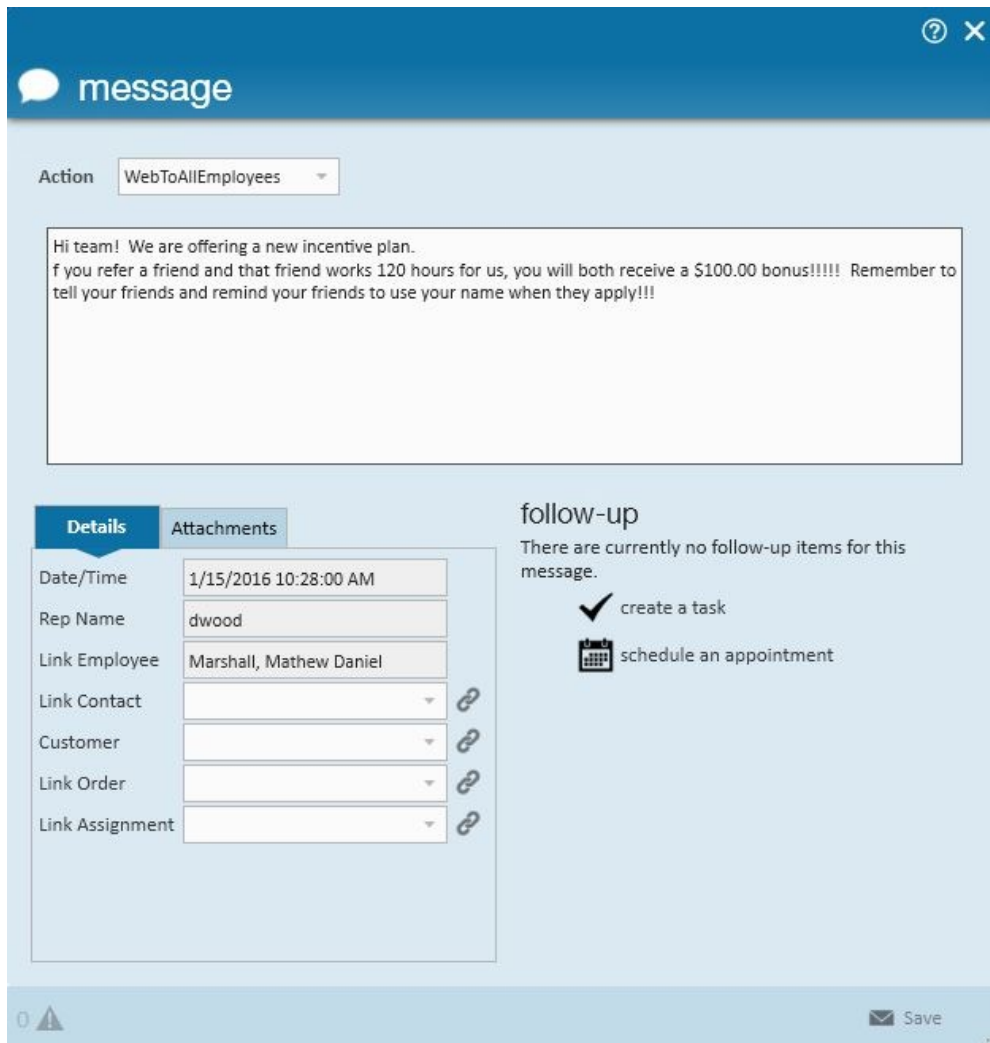 message
Action WebToAllEmployees
Hi team!  We are offering a new incentive plan.
f you refer a friend and that friend works 120 hours for us, you will both receive a $100.00 bonus!!!!!  Remember to
tell your friends and remind your friends to use your name when they apply!!!
Details Attachments
Date/Time 1/15/2016 10:28:00 AM
Rep Name dwood
Link Employee Marshall, Mathew Daniel
Link Contact
Customer
Link Order
Link Assignment
follow-up
There are currently no follow-up items for this
message.
create a task
schedule an appointment
0
Save